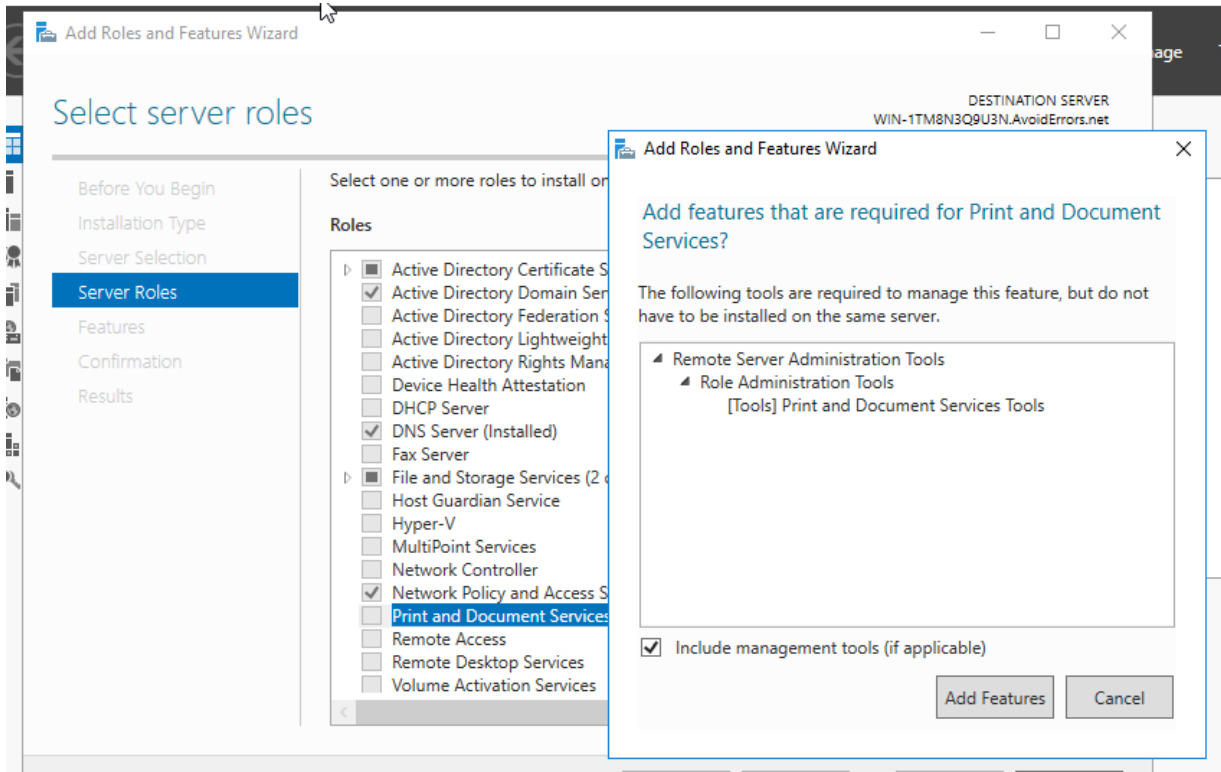 Add Roles and Features Wizard
age
Select server roles
DESTINATION SERVER
WIN-1TM8N3Q9U3N.AvoidErrors.net
Before You Begin
Installation Type
Server Selection
Server Roles
Features
Confirmation
Results
Select one or more roles to install on
Roles
Active Directory Certificate S
Active Directory Domain Ser
Active Directory Federation S
Active Directory Lightweight
Active Directory Rights Mana
Device Health Attestation
DHCP Server
DNS Server (Installed)
Fax Server
File and Storage Services (2 o
Host Guardian Service
Hyper-V
MultiPoint Services
Network Controller
Network Policy and Access S
Print and Document Services
Remote Access
Remote Desktop Services
Volume Activation Services
Add Roles and Features Wizard
Add features that are required for Print and Document
Services?
The following tools are required to manage this feature, but do not
have to be installed on the same server.
Remote Server Administration Tools
Role Administration Tools
[Tools] Print and Document Services Tools
Include management tools (if applicable)
Add Features
Cancel